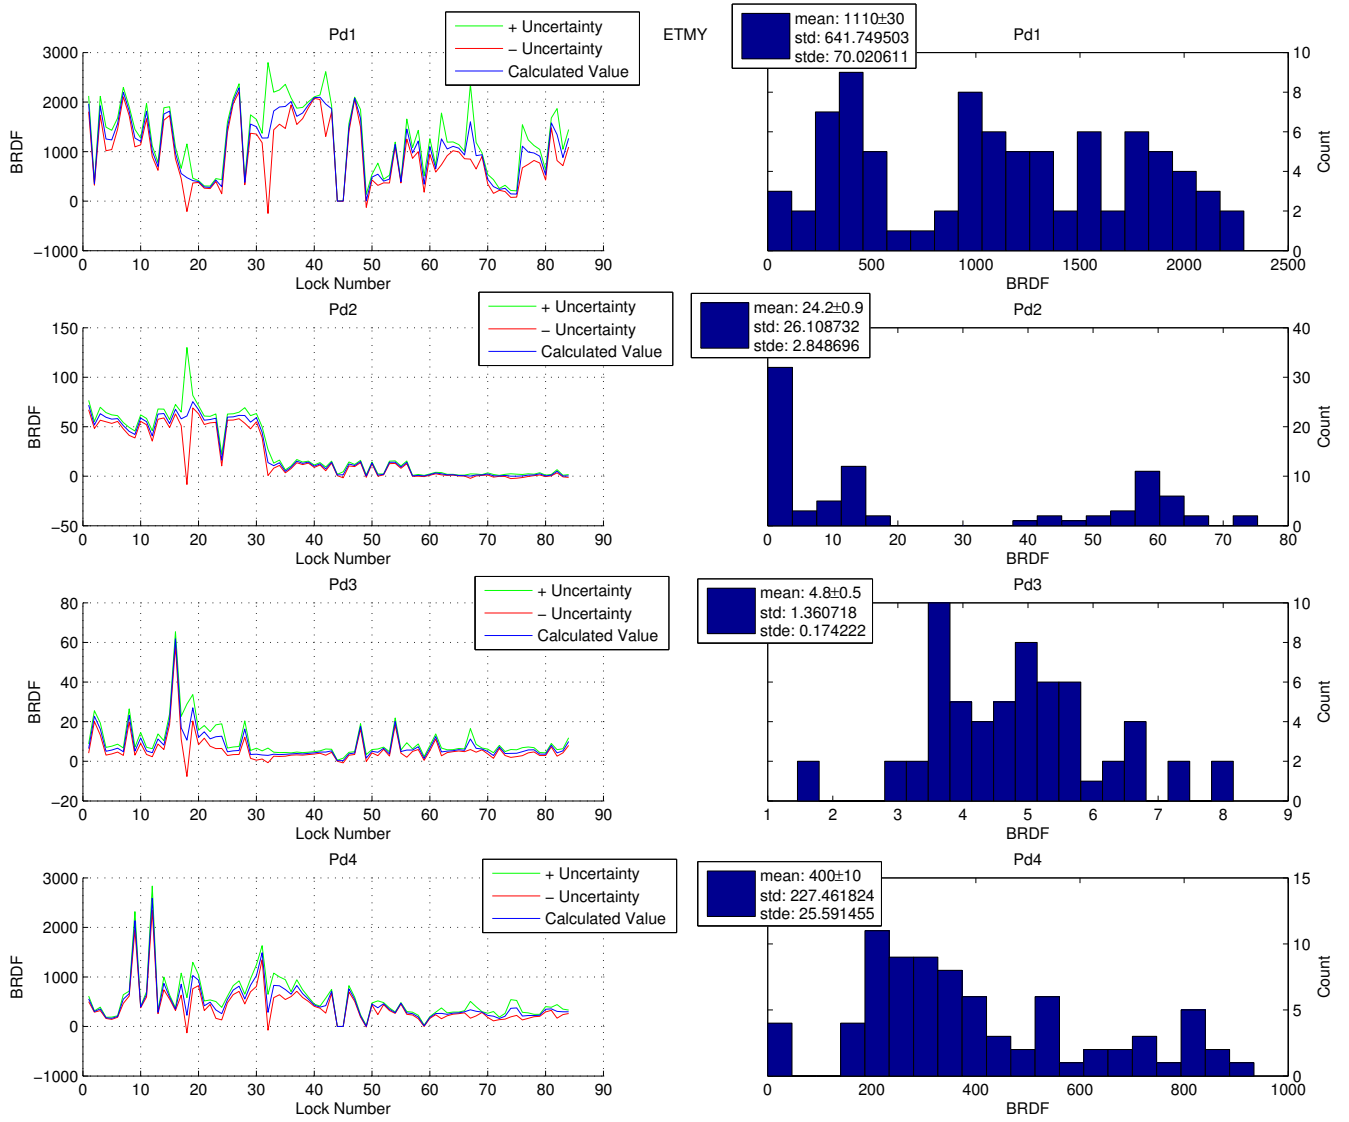 ETMY
Pd1
+ Uncertainty
− Uncertainty
Calculated Value
3000
2000
1000
0
−1000
BRDF
0 10 20 30 40 50 60 70 80 90
Lock Number
Pd1
mean: 1110±30
std: 641.749503
stde: 70.020611
10
8
6
4
2
0
Count
0 500 1000 1500 2000 2500
BRDF
Pd2
+ Uncertainty
− Uncertainty
Calculated Value
150
100
50
0
−50
BRDF
0 10 20 30 40 50 60 70 80 90
Lock Number
Pd2
mean: 24.2±0.9
std: 26.108732
stde: 2.848696
40
30
20
10
0
Count
0 10 20 30 40 50 60 70 80
BRDF
Pd3
+ Uncertainty
− Uncertainty
Calculated Value
80
60
40
20
0
−20
BRDF
0 10 20 30 40 50 60 70 80 90
Lock Number
Pd3
mean: 4.8±0.5
std: 1.360718
stde: 0.174222
10
8
6
4
2
0
Count
1 2 3 4 5 6 7 8 9
BRDF
Pd4
+ Uncertainty
− Uncertainty
Calculated Value
3000
2000
1000
0
−1000
BRDF
0 10 20 30 40 50 60 70 80 90
Lock Number
Pd4
mean: 400±10
std: 227.461824
stde: 25.591455
15
10
5
0
Count
0 200 400 600 800 1000
BRDF